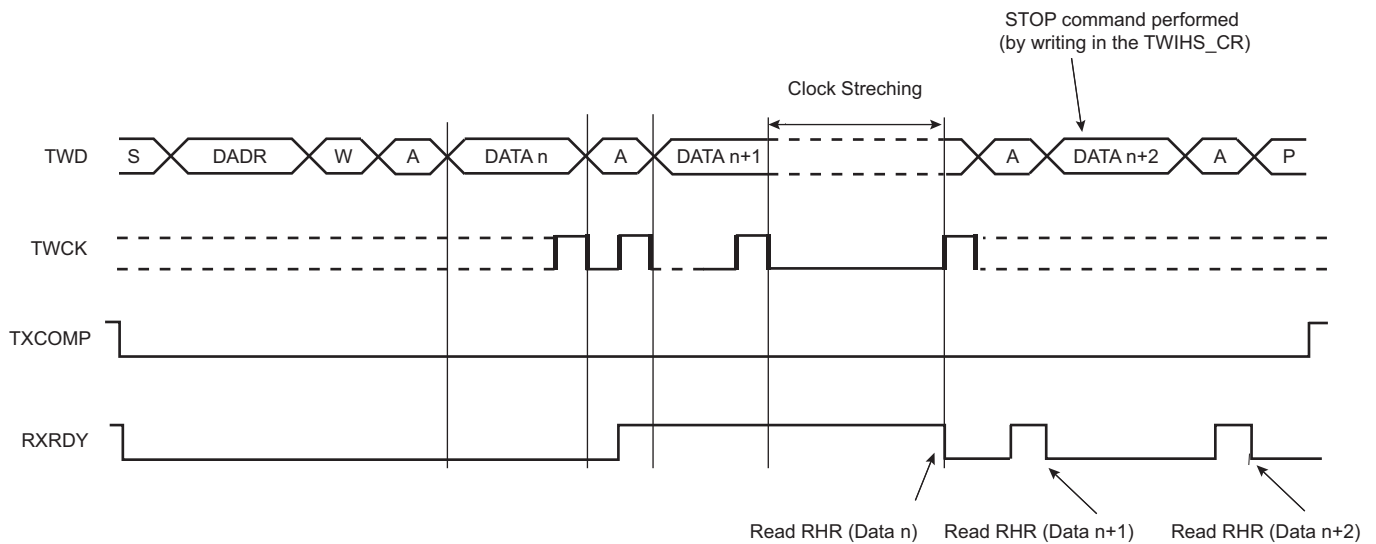 STOP command performed
(by writing in the TWIHS_CR)
Clock Streching
TWD S DADR W A DATA n A DATA n+1 A DATA n+2 A P
TWCK
TXCOMP
RXRDY
Read RHR (Data n) Read RHR (Data n+1) Read RHR (Data n+2)